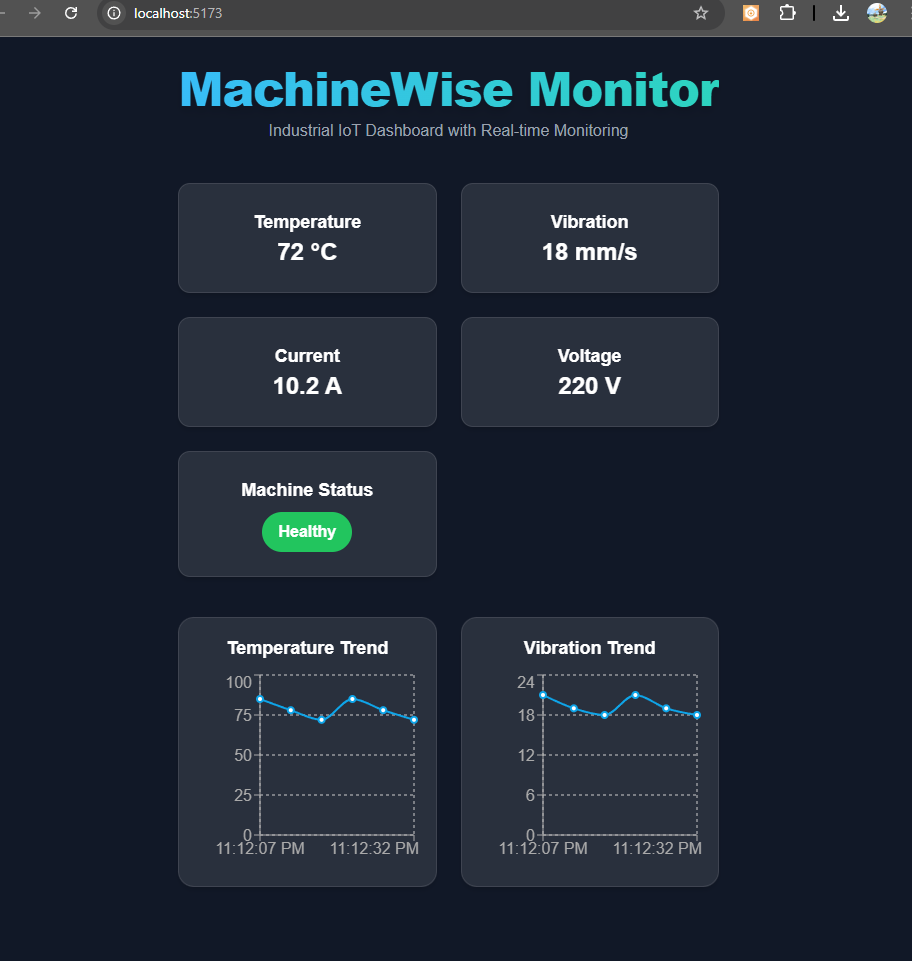 localhost:5173
MachineWise Monitor
Industrial IoT Dashboard with Real-time Monitoring
Temperature
72 °C
Vibration
18 mm/s
Current
10.2 A
Voltage
220 V
Machine Status
Healthy
Temperature Trend
100
75
50
25
0
11:12:07 PM 11:12:32 PM
Vibration Trend
24
18
12
6
0
11:12:07 PM 11:12:32 PM